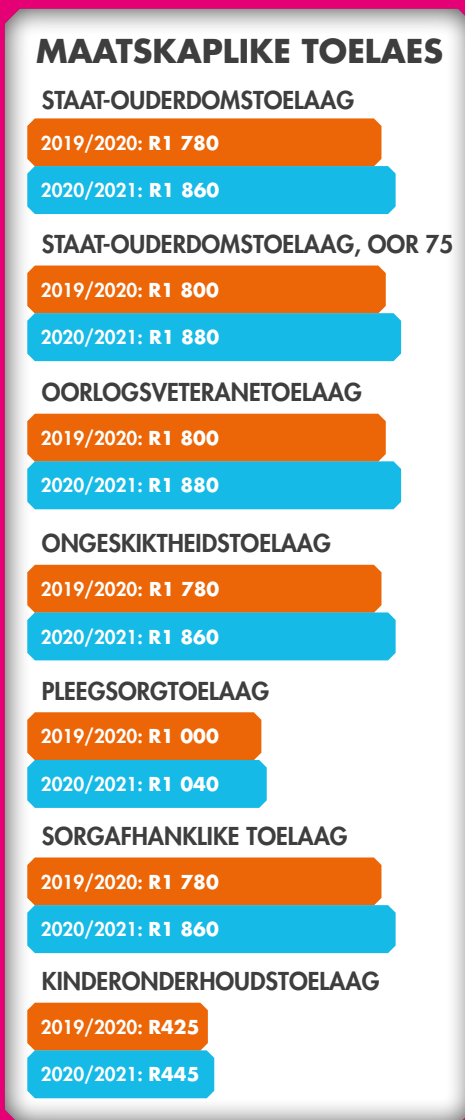 MAATSKAPLIKE TOELAES
STAAT-OUDERDOMSTOELAAG
2019/2020: R1 780
2020/2021: R1 860
STAAT-OUDERDOMSTOELAAG, OOR 75
2019/2020: R1 800
2020/2021: R1 880
OORLOGSVETERANETOELAAG
2019/2020: R1 800
2020/2021: R1 880
ONGESKIKTHEIDSTOELAAG
2019/2020: R1 780
2020/2021: R1 860
PLEEGSORGTOELAAG
2019/2020: R1 000
2020/2021: R1 040
SORGAFHANKLIKE TOELAAG
2019/2020: R1 780
2020/2021: R1 860
KINDERONDERHOUDSTOELAAG
2019/2020: R425
2020/2021: R445